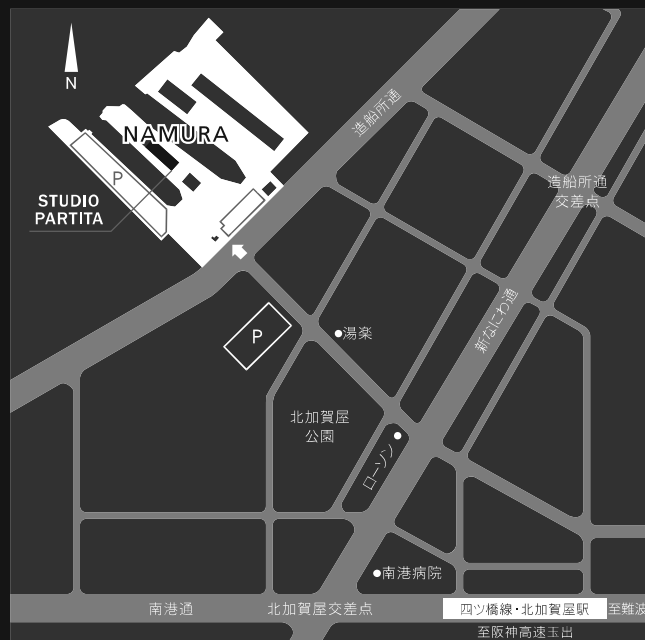 N
造船所通
NAMURA
P
STUDIO
PARTITA
造船所通
交差点
新なにわ通
P
湯楽
北加賀屋
公園
ローソン
南港病院
南港通
北加賀屋交差点
四ツ橋線・北加賀屋駅
至難波
至阪神高速玉出